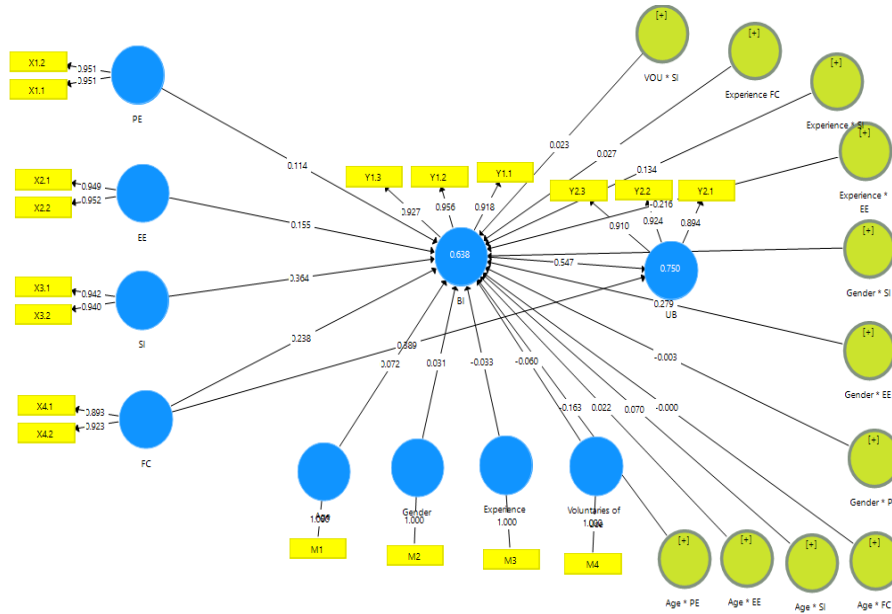 [+]
VOU * SI
[+]
Experience FC
[+]
Experience * SI
[+]
Experience *
EE
[+]
Gender * SI
[+]
Gender * EE
[+]
Gender * P
[+]
Age * PE
[+]
Age * EE
[+]
Age * SI
[+]
Age * FC
X1.2
X1.1
0.951
0.951
PE
X2.1
X2.2
0.949
0.952
EE
X3.1
X3.2
0.942
0.940
SI
X4.1
X4.2
0.893
0.923
FC
0.114
0.155
0.364
0.238
0.389
Y1.3
Y1.2
Y1.1
0.927
0.956
0.918
0.638
BI
Y2.3
Y2.2
Y2.1
0.910
0.924
0.894
0.750
UB
0.547
0.023
0.027
0.134
-0.216
0.279
-0.003
-0.000
0.070
0.022
-0.163
-0.060
-0.033
0.031
0.072
Age
1.000
M1
Gender
1.000
M2
Experience
1.000
M3
Voluntaries of
Use
1.000
M4